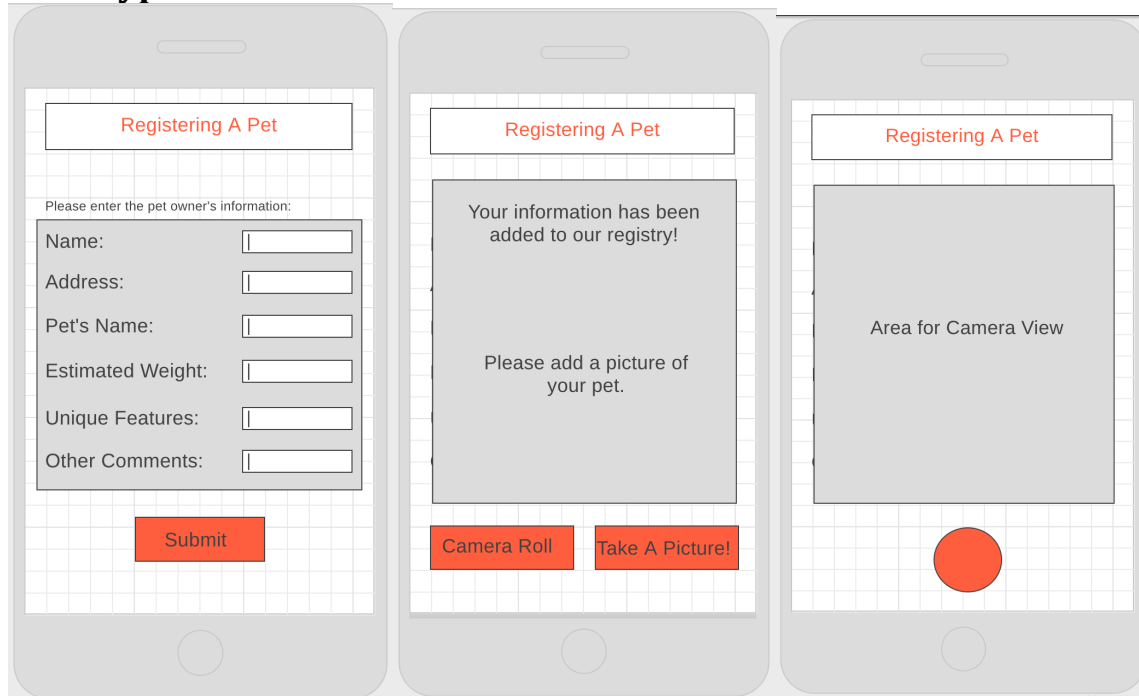 Registering A Pet
Please enter the pet owner's information:
Name:
Address:
Pet's Name:
Estimated Weight:
Unique Features:
Other Comments:
Submit
Registering A Pet
Your information has been
added to our registry!
Please add a picture of
your pet.
Camera Roll
Take A Picture!
Registering A Pet
Area for Camera View